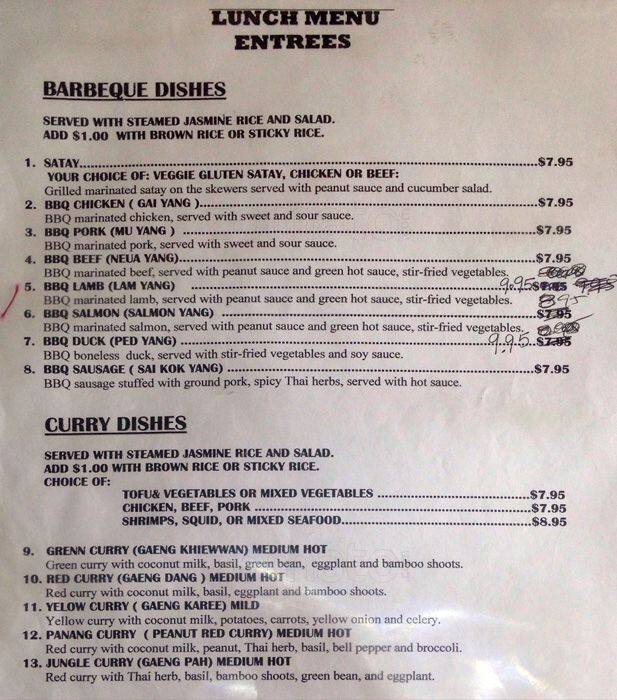 LUNCH MENU
ENTREES
BARBEQUE DISHES
SERVED WITH STEAMED JASMINE RICE AND SALAD.
ADD $1.00 WITH BROWN RICE OR STICKY RICE.
1. SATAY.......................................................................................................$7.95
YOUR CHOICE OF: VEGGIE GLUTEN SATAY, CHICKEN OR BEEF:
Grilled marinated satay on the skewers served with peanut sauce and cucumber salad.
2. BBQ CHICKEN ( GAI YANG )...........................................................................$7.95
BBQ marinated chicken, served with sweet and sour sauce.
3. BBQ PORK (MU YANG ) ...............................................................................$7.95
BBQ marinated pork, served with sweet and sour sauce.
4. BBQ BEEF (NEUA YANG)................................................................................$7.95
BBQ marinated beef, served with peanut sauce and green hot sauce, stir-fried vegetables.
5. BBQ LAMB (LAM YANG) ............................................................................9.95 $7.95
BBQ marinated lamb, served with peanut sauce and green hot sauce, stir-fried vegetables. 8.95
6. BBQ SALMON (SALMON YANG) ......................................................................$7.95
BBQ marinated salmon, served with peanut sauce and green hot sauce, stir-fried vegetables.
7. BBQ DUCK (PED YANG) ............................................................................9.95..$7.95
BBQ boneless duck, served with stir-fried vegetables and soy sauce.
8. BBQ SAUSAGE ( SAI KOK YANG) .....................................................................$7.95
BBQ sausage stuffed with ground pork, spicy Thai herbs, served with hot sauce.
CURRY DISHES
SERVED WITH STEAMED JASMINE RICE AND SALAD.
ADD $1.00 WITH BROWN RICE OR STICKY RICE.
CHOICE OF:
TOFU& VEGETABLES OR MIXED VEGETABLES ......................................$7.95
CHICKEN, BEEF, PORK ....................................................................$7.95
SHRIMPS, SQUID, OR MIXED SEAFOOD...............................................$8.95
9. GRENN CURRY (GAENG KHIEWWAN) MEDIUM HOT
Green curry with coconut milk, basil, green bean, eggplant and bamboo shoots.
10. RED CURRY (GAENG DANG ) MEDIUM HOT
Red curry with coconut milk, basil, eggplant and bamboo shoots.
11. YELOW CURRY ( GAENG KAREE) MILD
Yellow curry with coconut milk, potatoes, carrots, yellow onion and celery.
12. PANANG CURRY ( PEANUT RED CURRY) MEDIUM HOT
Red curry with coconut milk, peanut, Thai herb, basil, bell pepper and broccoli.
13. JUNGLE CURRY (GAENG PAH) MEDIUM HOT
Red curry with Thai herb, basil, bamboo shoots, green bean, and eggplant.